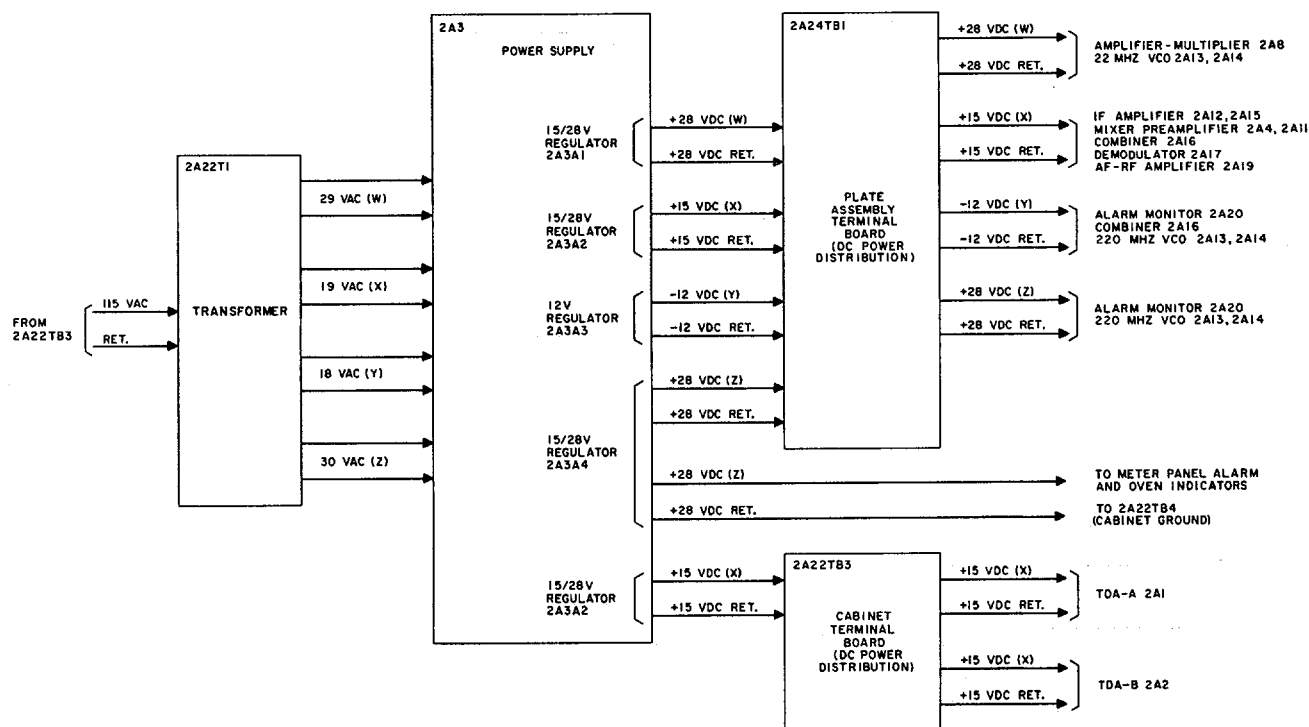 FROM
2A22TB3
115 VAC
RET.
2A22T1
TRANSFORMER
29 VAC (W)
19 VAC (X)
18 VAC (Y)
30 VAC (Z)
2A3
POWER SUPPLY
15/28V
REGULATOR
2A3A1
15/28V
REGULATOR
2A3A2
12V
REGULATOR
2A3A3
15/28V
REGULATOR
2A3A4
15/28V
REGULATOR
2A3A2
+28 VDC (W)
+28 VDC RET.
+15 VDC (X)
+15 VDC RET.
-12 VDC (Y)
-12 VDC RET.
+28 VDC (Z)
+28 VDC RET.
+28 VDC (Z)
+28 VDC RET.
+15 VDC (X)
+15 VDC RET.
2A24TB1
PLATE
ASSEMBLY
TERMINAL
BOARD
(DC POWER
DISTRIBUTION)
+28 VDC (W)
+28 VDC RET.
+15 VDC (X)
+15 VDC RET.
-12 VDC (Y)
-12 VDC RET.
+28 VDC (Z)
+28 VDC RET.
AMPLIFIER-MULTIPLIER 2A8
22 MHZ VCO 2A13, 2A14
IF AMPLIFIER 2A12, 2A15
MIXER PREAMPLIFIER 2A4, 2A11
COMBINER 2A16
DEMODULATOR 2A17
AF-RF AMPLIFIER 2A19
ALARM MONITOR 2A20
COMBINER 2A16
220 MHZ VCO 2A13, 2A14
ALARM MONITOR 2A20
220 MHZ VCO 2A13, 2A14
TO METER PANEL ALARM
AND OVEN INDICATORS
TO 2A22TB4
(CABINET GROUND)
2A22TB3
CABINET
TERMINAL
BOARD
(DC POWER
DISTRIBUTION)
+15 VDC (X)
+15 VDC RET.
+15 VDC (X)
+15 VDC RET.
TDA-A 2A1
TDA-B 2A2